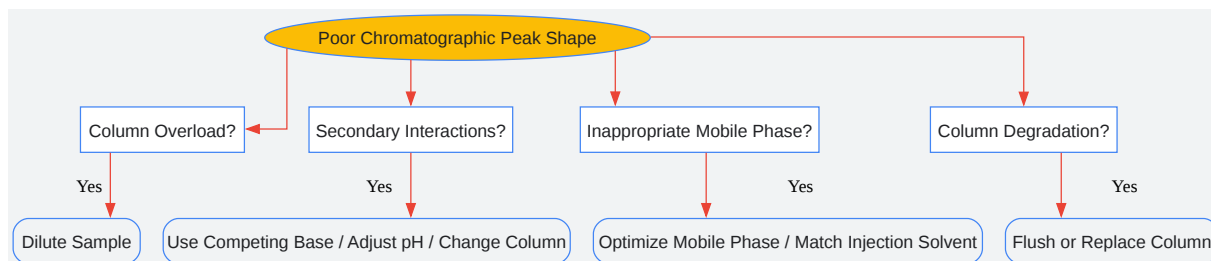 Poor Chromatographic Peak Shape
Column Overload?
Secondary Interactions?
Inappropriate Mobile Phase?
Column Degradation?
Yes
Yes
Yes
Yes
Dilute Sample
Use Competing Base / Adjust pH / Change Column
Optimize Mobile Phase / Match Injection Solvent
Flush or Replace Column